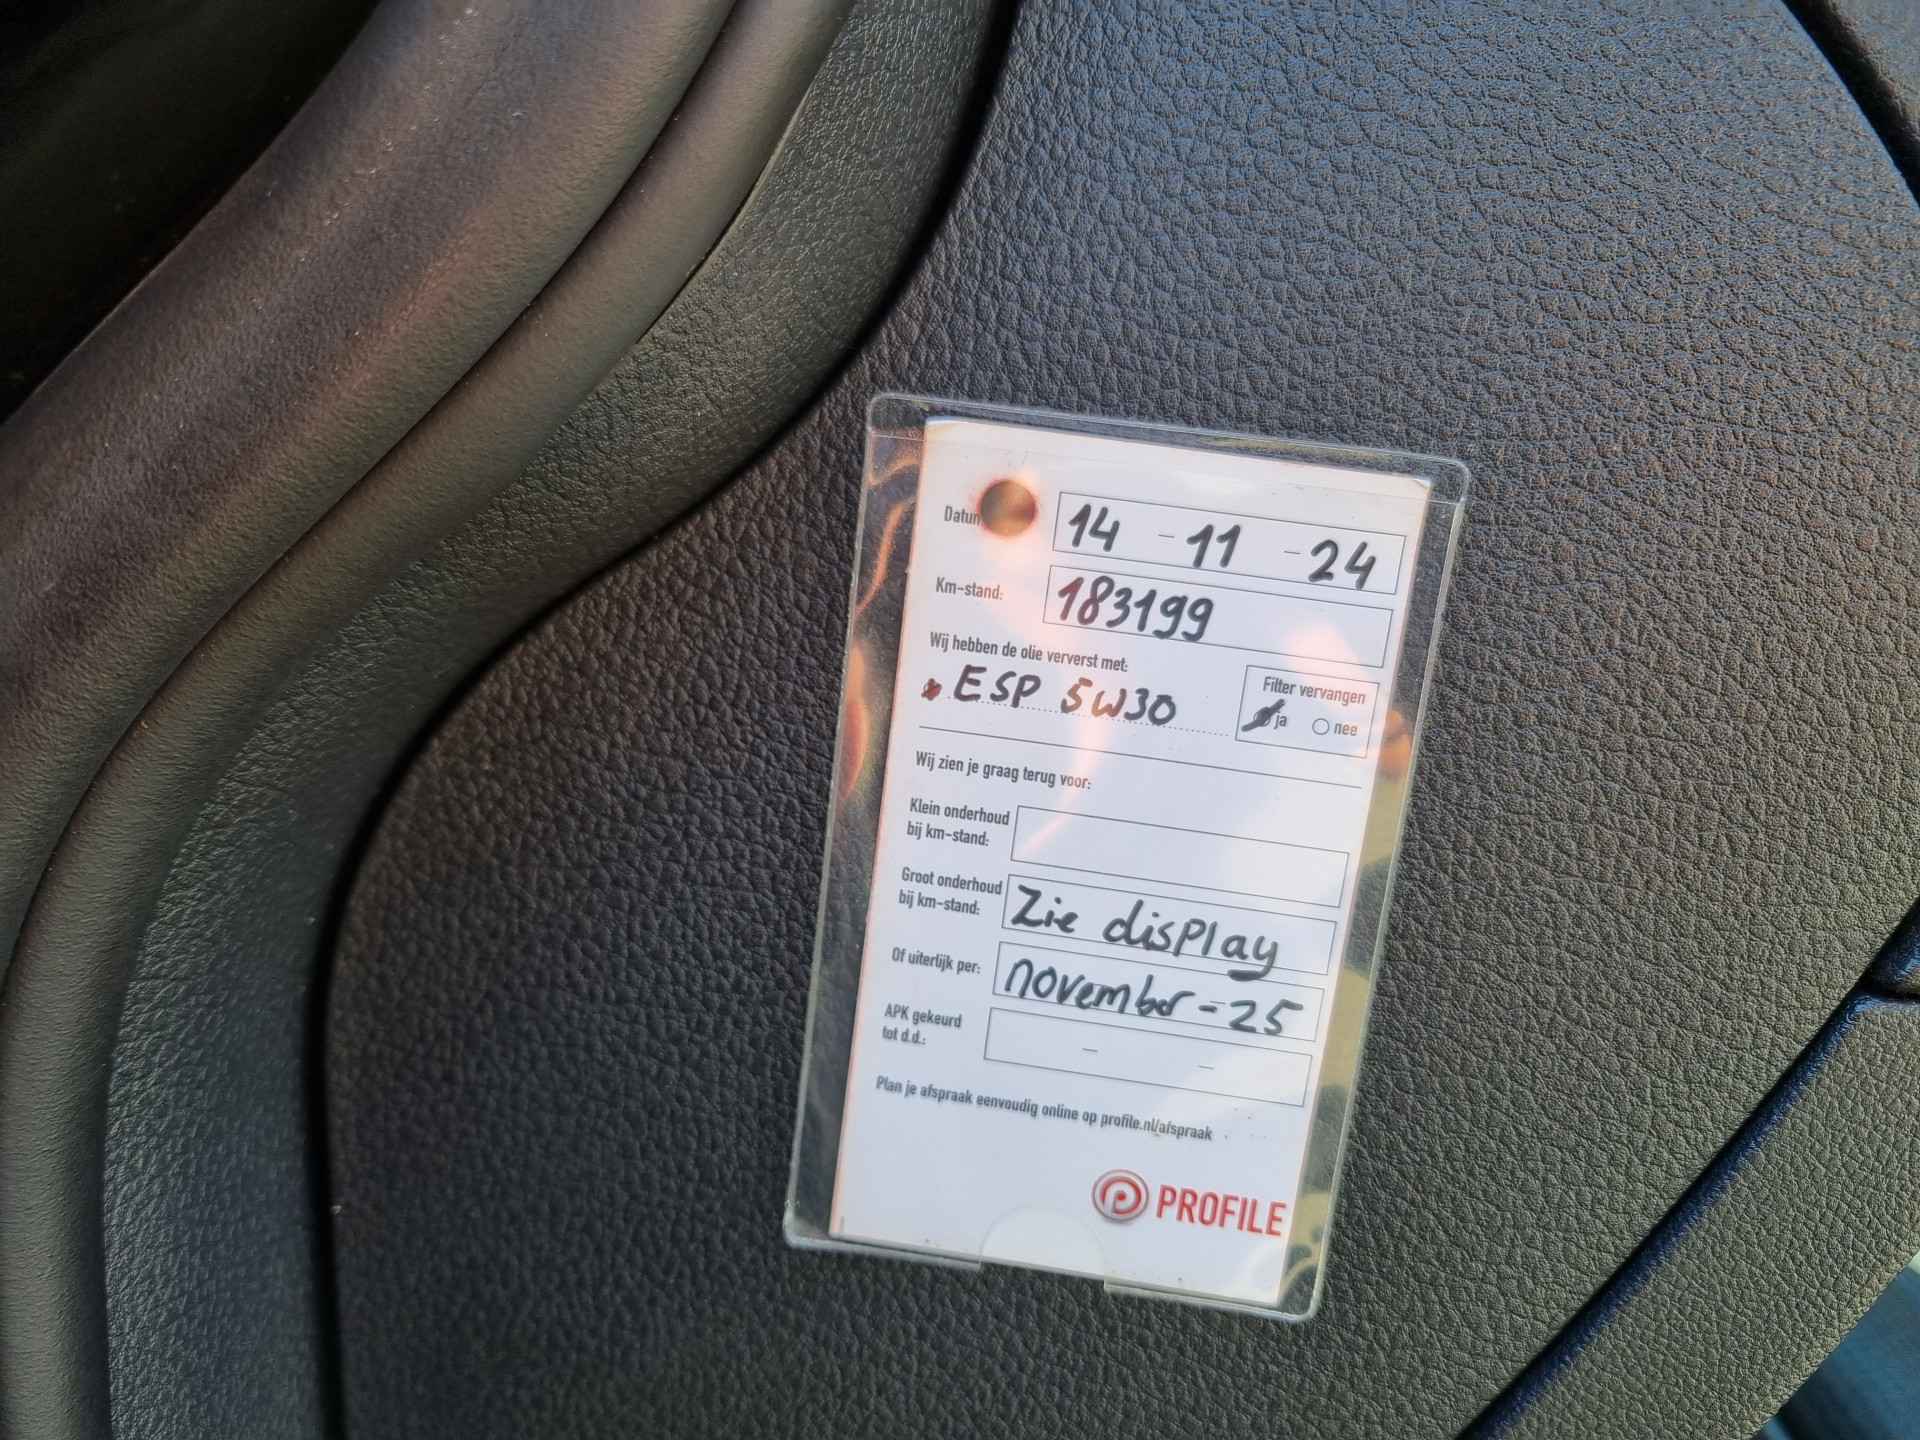 Datum 14 - 11 - 24
Km-stand: 183199
Wij hebben de olie ververst met:
ESP 5W30
Filter vervangen
ja nee
Wij zien je graag terug voor:
Klein onderhoud
bij km-stand:
Groot onderhoud
bij km-stand: Zie display
Of uiterlijk per: november - 25
APK gekeurd
tot d.d.: - -
Plan je afspraak eenvoudig online op profile.nl/afspraak
PROFILE